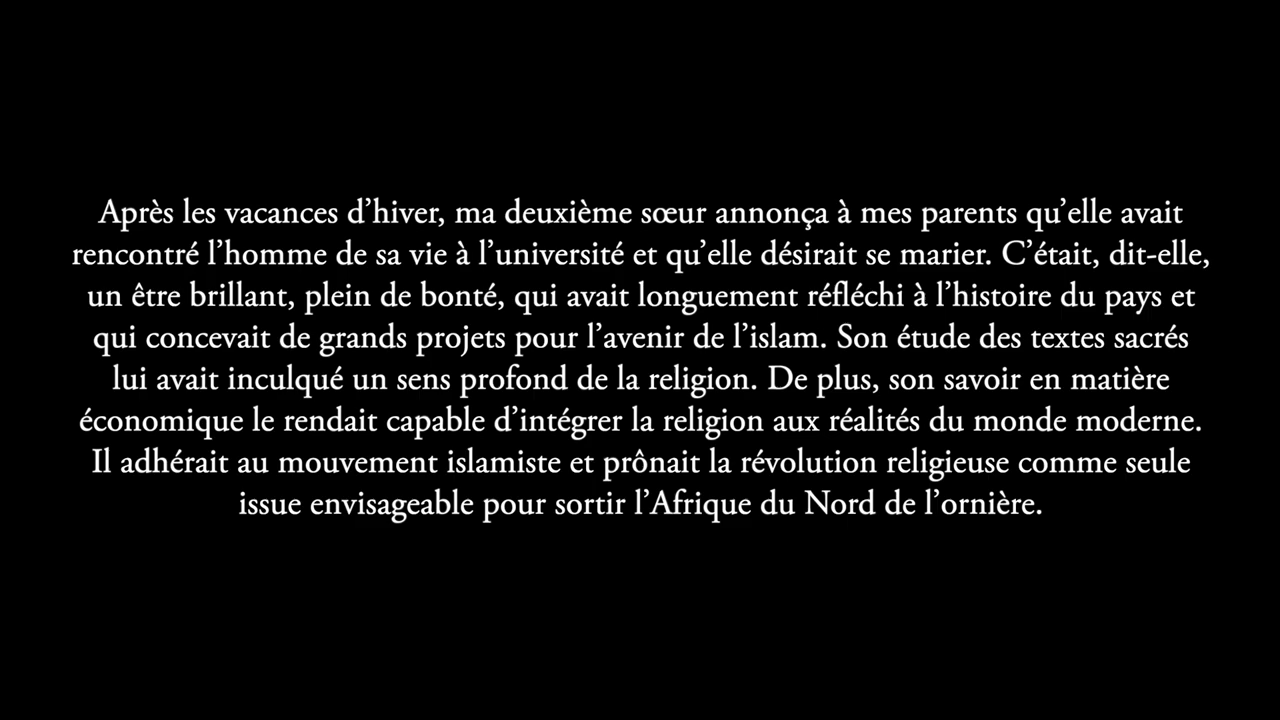 Après les vacances d’hiver, ma deuxième sœur annonça à mes parents qu’elle avait
rencontré l’homme de sa vie à l’université et qu’elle désirait se marier. C’était, dit-elle,
un être brillant, plein de bonté, qui avait longuement réfléchi à l’histoire du pays et
qui concevait de grands projets pour l’avenir de l’islam. Son étude des textes sacrés
lui avait inculqué un sens profond de la religion. De plus, son savoir en matière
économique le rendait capable d’intégrer la religion aux réalités du monde moderne.
Il adhérait au mouvement islamiste et prônait la révolution religieuse comme seule
issue envisageable pour sortir l’Afrique du Nord de l’ornière.